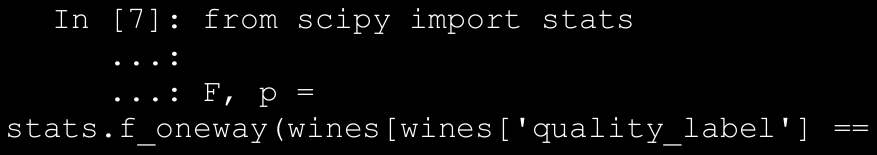 In [7]: from scipy import stats
...:
...: F, p =
stats.f_oneway(wines[wines['quality_label'] ==